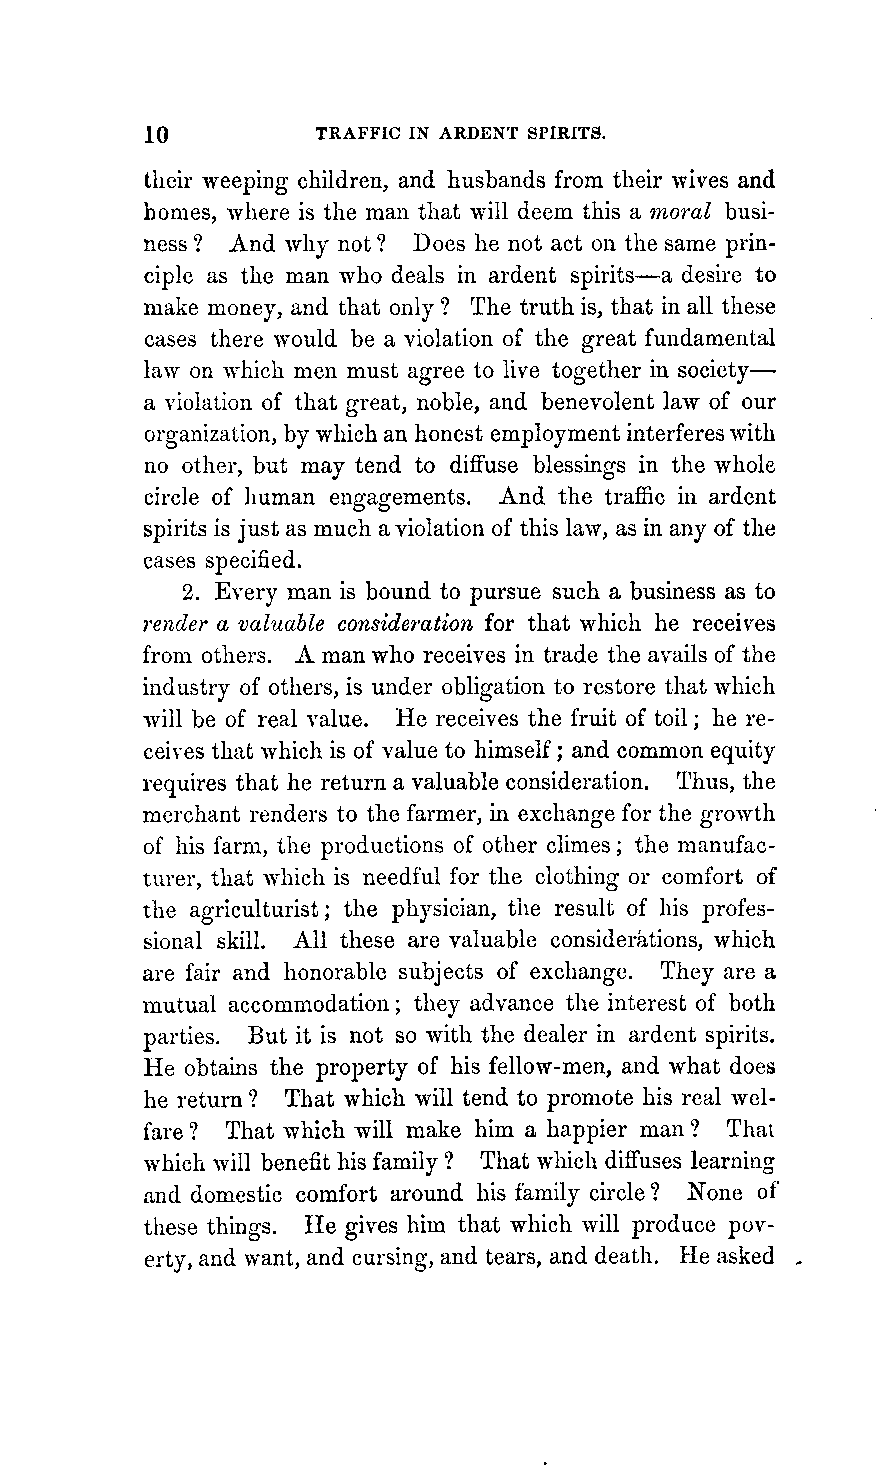 10 TRAFFIC IN ARDENT SPIRITS.
their weeping children, and husbands from their wives and
homes, where is the man that will deem this a moral busi-
ness? And why not? Does he not act on the same prin-
ciple as the man who deals in ardent spirits—a desire to
make money, and that only? The truth is, that in all these
cases there would be a violation of the great fundamental
law on which men must agree to live together in society—
a violation of that great, noble, and benevolent law of our
organization, by which an honest employment interferes with
no other, but may tend to diffuse blessings in the whole
circle of human engagements. And the traffic in ardent
spirits is just as much a violation of this law, as in any of the
cases specified.
2. Every man is bound to pursue such a business as to
render a valuable consideration for that which he receives
from others. A man who receives in trade the avails of the
industry of others, is under obligation to restore that which
will be of real value. He receives the fruit of toil; he re-
ceives that which is of value to himself; and common equity
requires that he return a valuable consideration. Thus, the
merchant renders to the farmer, in exchange for the growth
of his farm, the productions of other climes; the manufac-
turer, that which is needful for the clothing or comfort of
the agriculturist; the physician, the result of his profes-
sional skill. All these are valuable considerations, which
are fair and honorable subjects of exchange. They are a
mutual accommodation; they advance the interest of both
parties. But it is not so with the dealer in ardent spirits.
He obtains the property of his fellow-men, and what does
he return? That which will tend to promote his real wel-
fare? That which will make him a happier man? That
which will benefit his family? That which diffuses learning
and domestic comfort around his family circle? None of
these things. He gives him that which will produce pov-
erty, and want, and cursing, and tears, and death. He asked